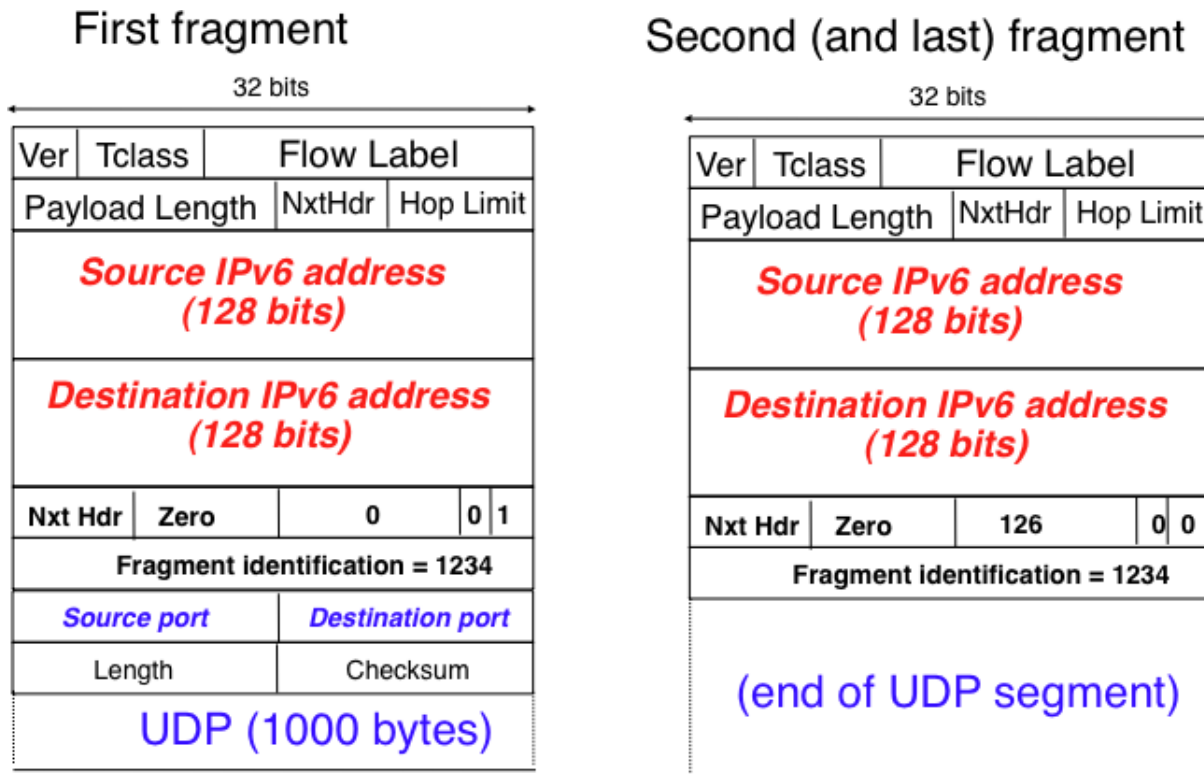 First fragment
32 bits
Ver Tclass Flow Label
Payload Length NxtHdr Hop Limit
Source IPv6 address
(128 bits)
Destination IPv6 address
(128 bits)
Nxt Hdr Zero 0 0 1
Fragment identification = 1234
Source port Destination port
Length Checksum
UDP (1000 bytes)
Second (and last) fragment
32 bits
Ver Tclass Flow Label
Payload Length NxtHdr Hop Limit
Source IPv6 address
(128 bits)
Destination IPv6 address
(128 bits)
Nxt Hdr Zero 126 0 0
Fragment identification = 1234
(end of UDP segment)